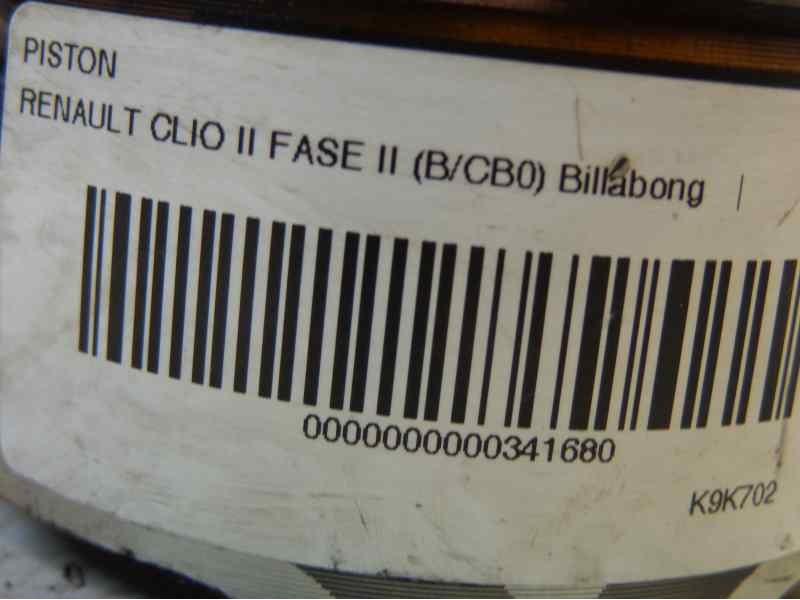 PISTON
RENAULT CLIO II FASE II (B/CB0) Billabong |
0000000000341680
K9K702